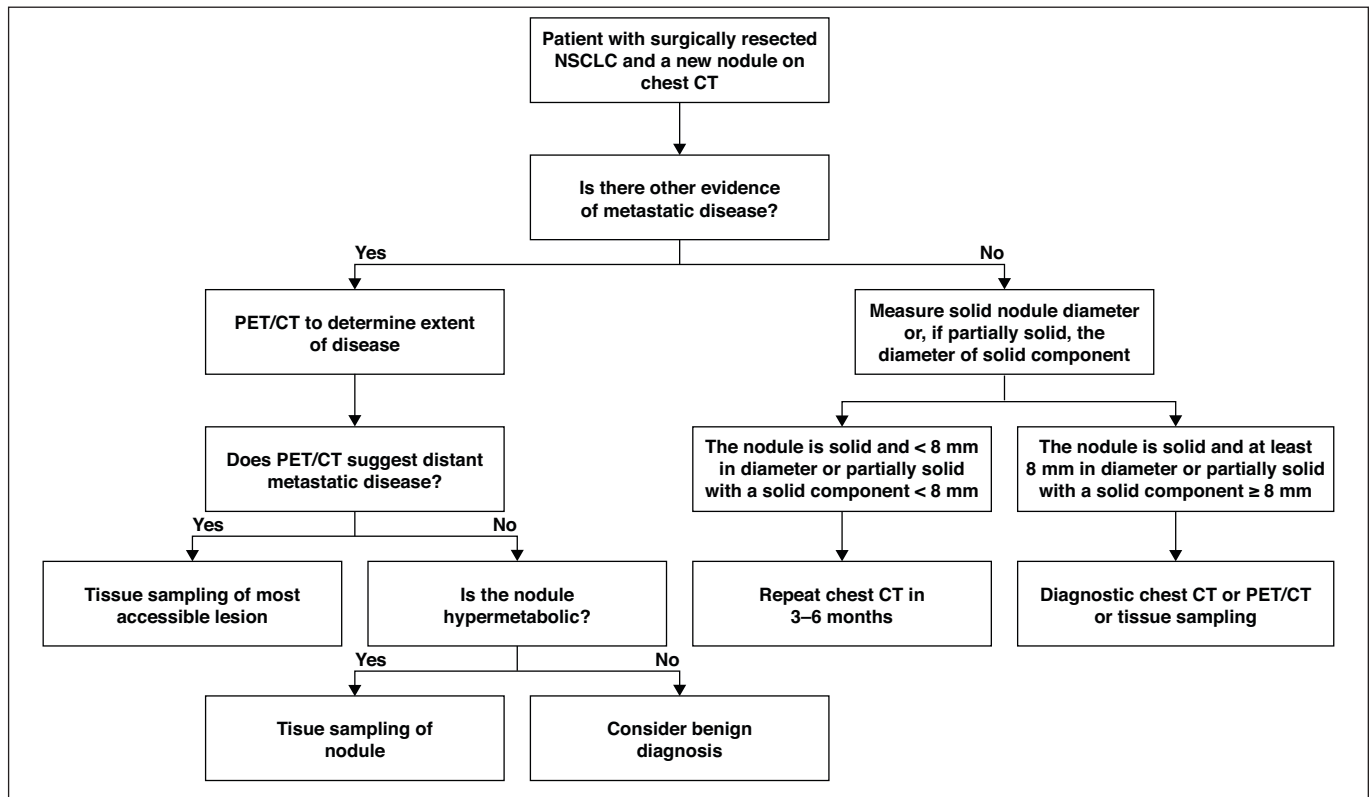 Patient with surgically resected
NSCLC and a new nodule on
chest CT
Is there other evidence
of metastatic disease?
Yes
No
PET/CT to determine extent
of disease
Measure solid nodule diameter
or, if partially solid, the
diameter of solid component
Does PET/CT suggest distant
metastatic disease?
The nodule is solid and < 8 mm
in diameter or partially solid
with a solid component < 8 mm
The nodule is solid and at least
8 mm in diameter or partially solid
with a solid component ≥ 8 mm
Yes
No
Tissue sampling of most
accessible lesion
Is the nodule
hypermetabolic?
Repeat chest CT in
3–6 months
Diagnostic chest CT or PET/CT
or tissue sampling
Yes
No
Tisue sampling of
nodule
Consider benign
diagnosis